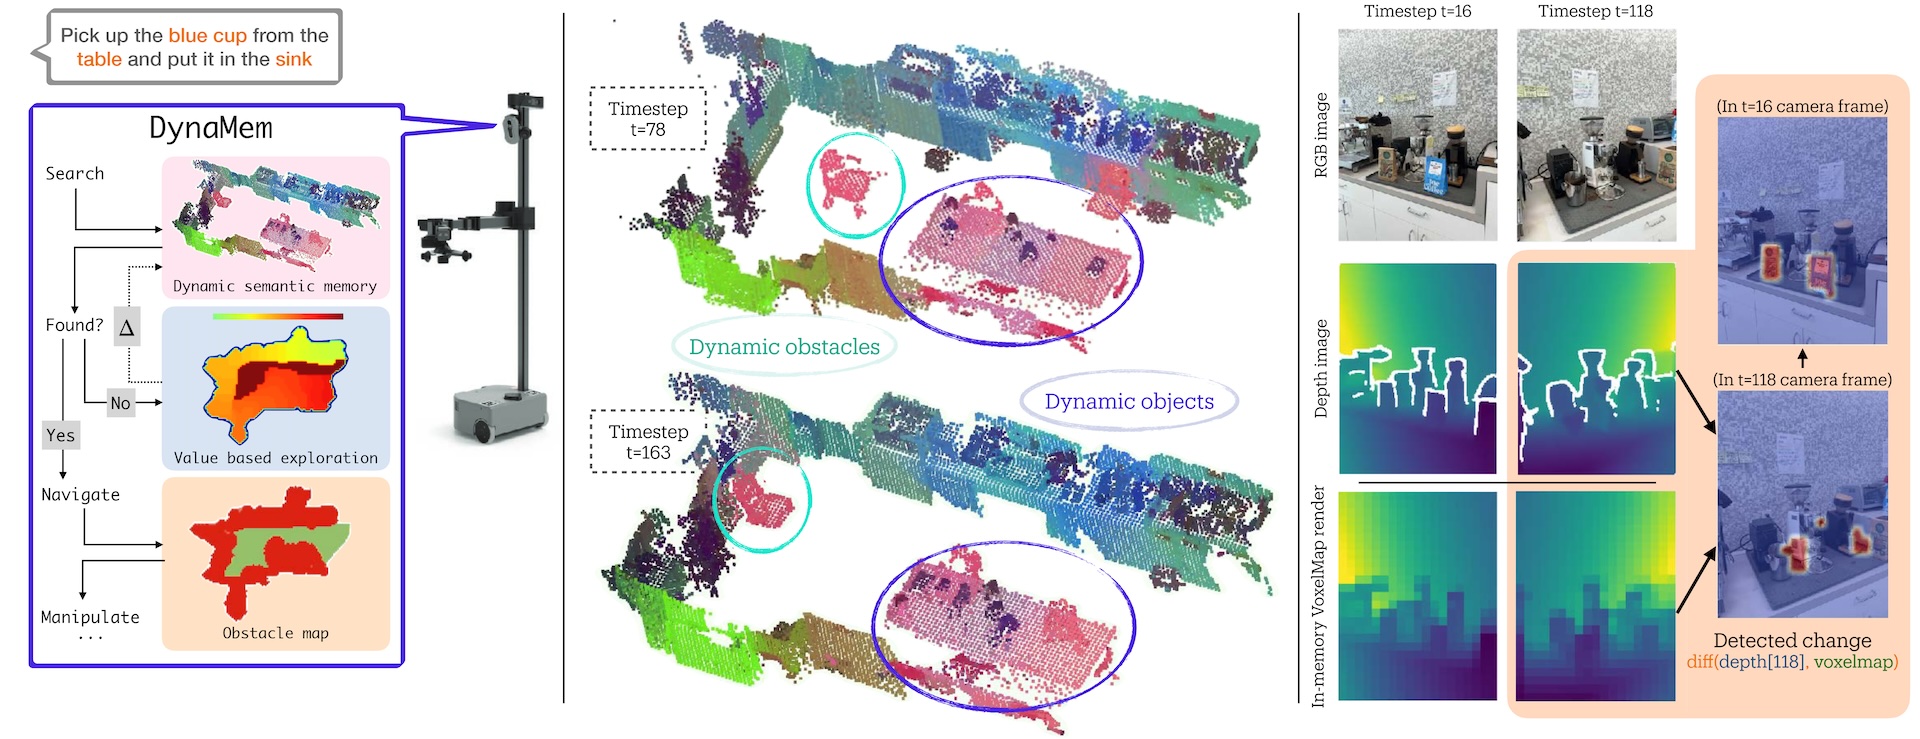 Pick up the blue cup from the
table and put it in the sink
DynaMem
Search
Dynamic semantic memory
Found?
Δ
No
Value based exploration
Yes
Navigate
Manipulate
...
Obstacle map
Timestep
t=78
Dynamic obstacles
Dynamic objects
Timestep
t=163
Timestep t=16
Timestep t=118
RGB image
Depth image
In-memory VoxelMap render
(In t=16 camera frame)
(In t=118 camera frame)
Detected change
diff(depth[118], voxelmap)